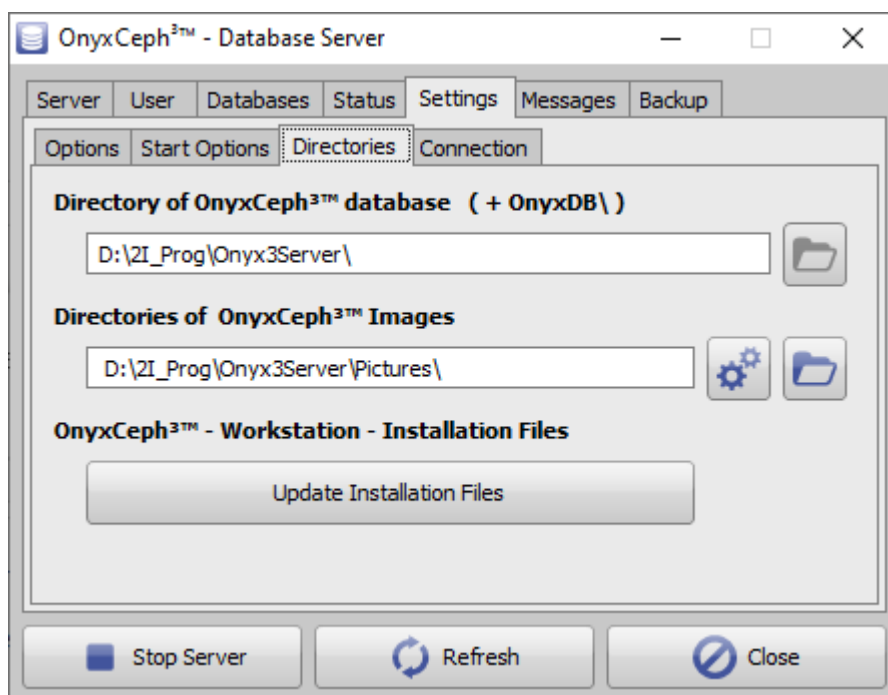 OnyxCeph³™ - Database Server
Server User Databases Status Settings Messages Backup
Options Start Options Directories Connection
Directory of OnyxCeph³™ database ( + OnyxDB\ )
D:\2I_Prog\Onyx3Server\
Directories of OnyxCeph³™ Images
D:\2I_Prog\Onyx3Server\Pictures\
OnyxCeph³™ - Workstation - Installation Files
Update Installation Files
Stop Server Refresh Close